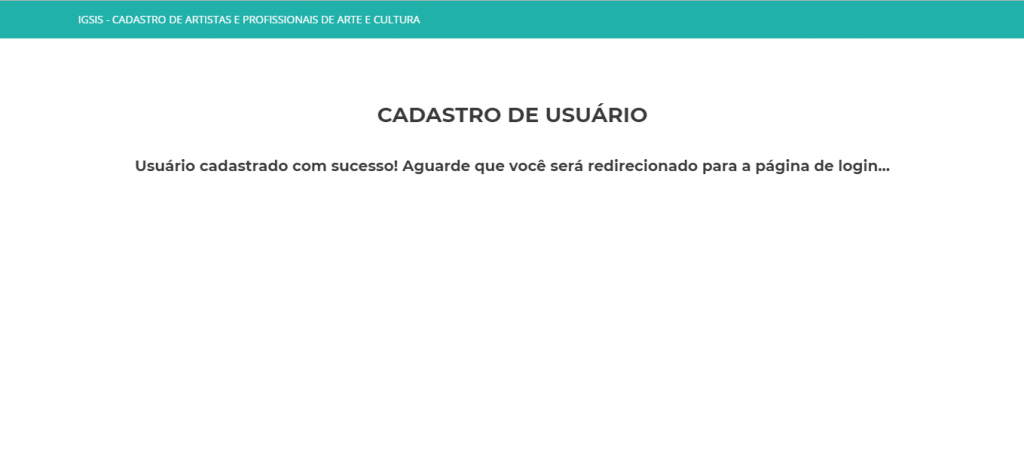 IGSIS - CADASTRO DE ARTISTAS E PROFISSIONAIS DE ARTE E CULTURA
CADASTRO DE USUÁRIO
Usuário cadastrado com sucesso! Aguarde que você será redirecionado para a página de login...